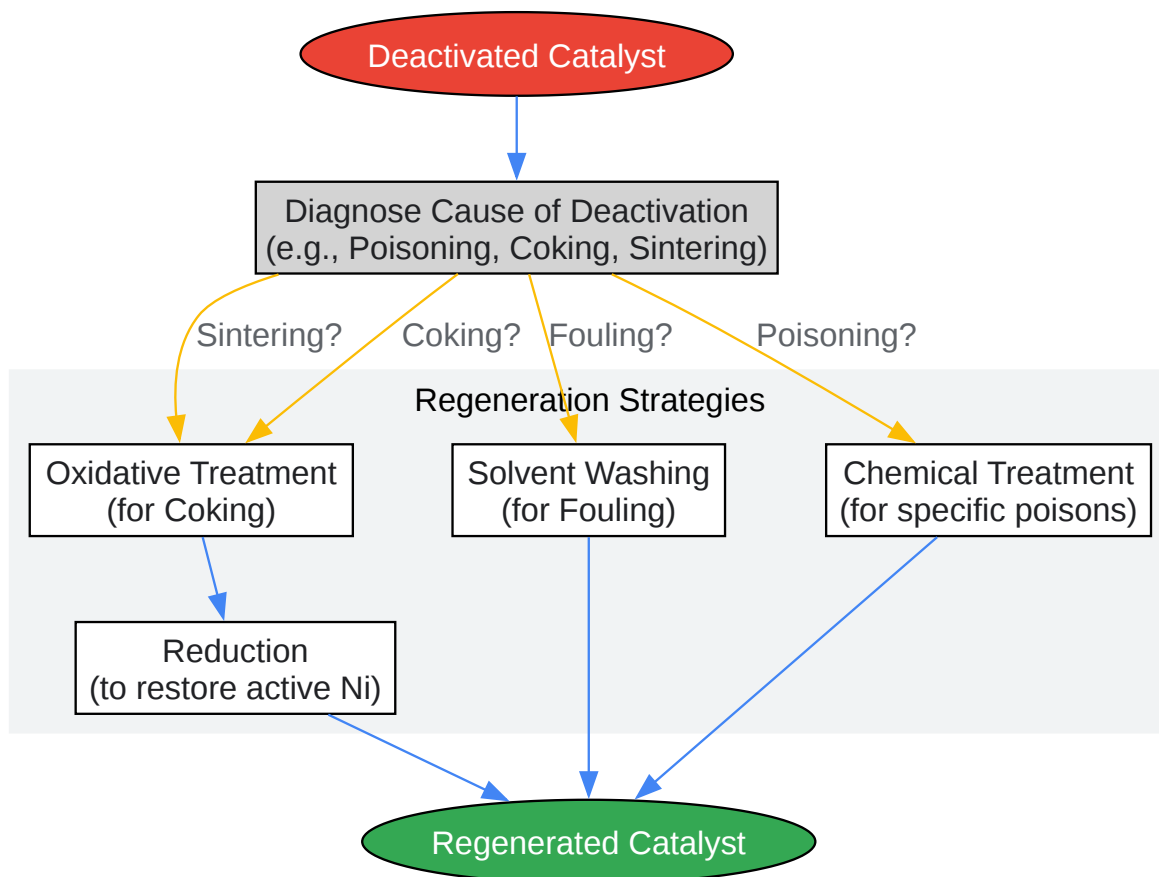 Deactivated Catalyst
Diagnose Cause of Deactivation
(e.g., Poisoning, Coking, Sintering)
Sintering?
Coking?
Fouling?
Poisoning?
Regeneration Strategies
Oxidative Treatment
(for Coking)
Solvent Washing
(for Fouling)
Chemical Treatment
(for specific poisons)
Reduction
(to restore active Ni)
Regenerated Catalyst